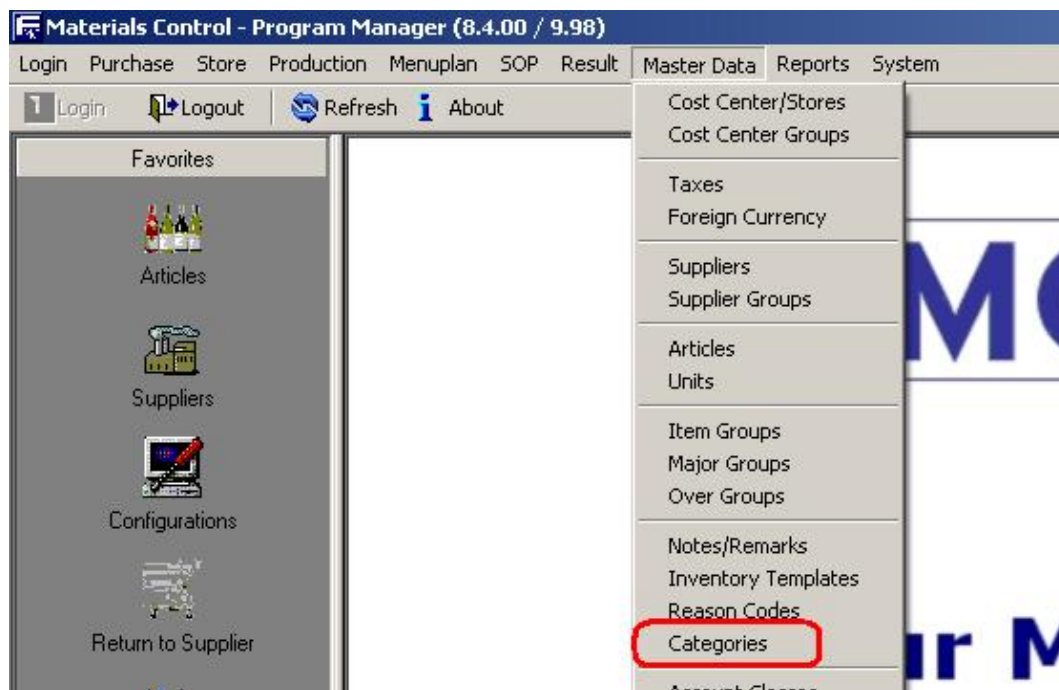 Materials Control - Program Manager (8.4.00 / 9.98)
Login Purchase Store Production Menuplan SOP Result Master Data Reports System
Login Logout Refresh About
Favorites
Articles
Suppliers
Configurations
Return to Supplier
Cost Center/Stores
Cost Center Groups
Taxes
Foreign Currency
Suppliers
Supplier Groups
Articles
Units
Item Groups
Major Groups
Over Groups
Notes/Remarks
Inventory Templates
Reason Codes
Categories